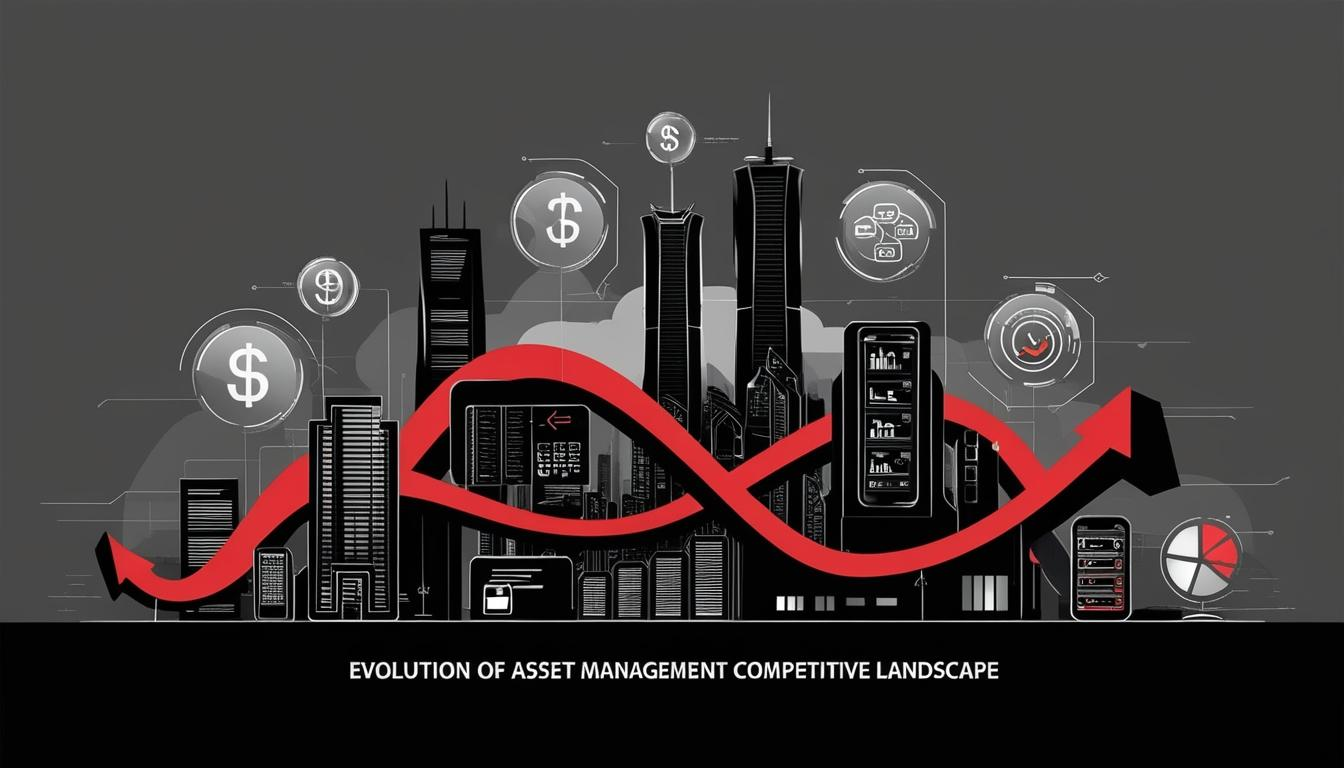 $
$
$
EVOLUTION OF ASSET MANAGEMENT COMPETITIVE LANDSCAPE